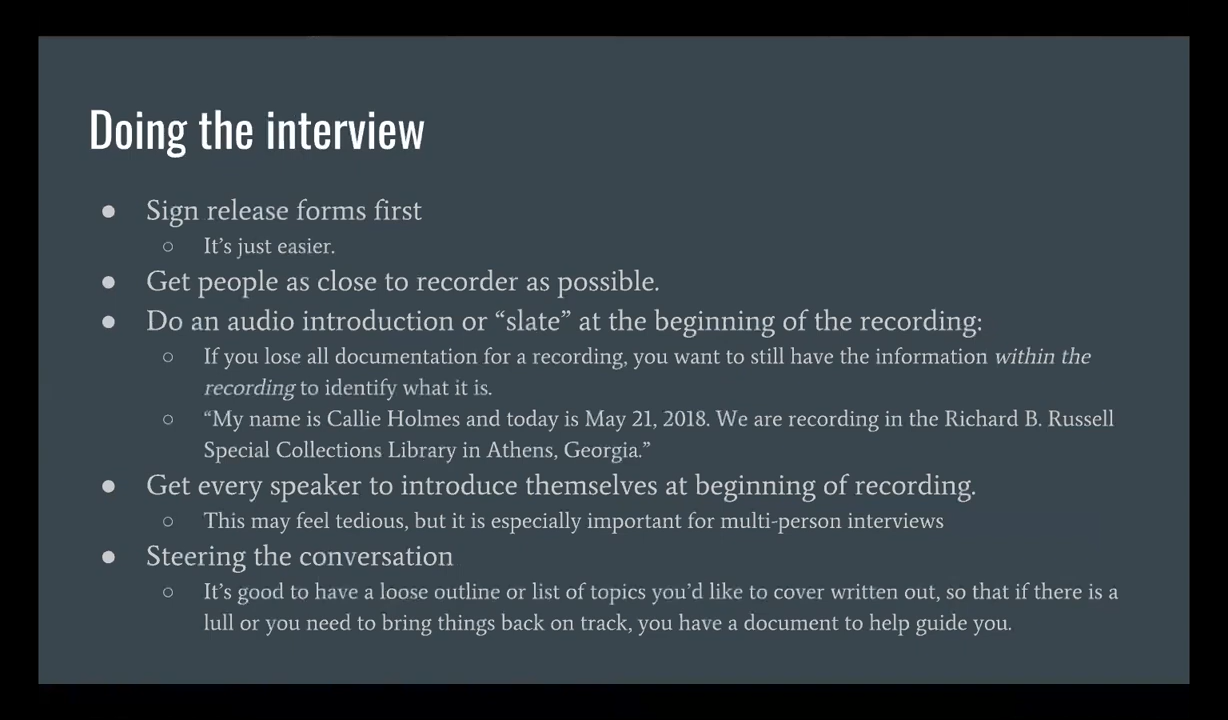 Doing the interview
● Sign release forms first
○ It’s just easier.
● Get people as close to recorder as possible.
● Do an audio introduction or “slate” at the beginning of the recording:
○ If you lose all documentation for a recording, you want to still have the information within the
recording to identify what it is.
○ “My name is Callie Holmes and today is May 21, 2018. We are recording in the Richard B. Russell
Special Collections Library in Athens, Georgia.”
● Get every speaker to introduce themselves at beginning of recording.
○ This may feel tedious, but it is especially important for multi-person interviews
● Steering the conversation
○ It’s good to have a loose outline or list of topics you’d like to cover written out, so that if there is a
lull or you need to bring things back on track, you have a document to help guide you.